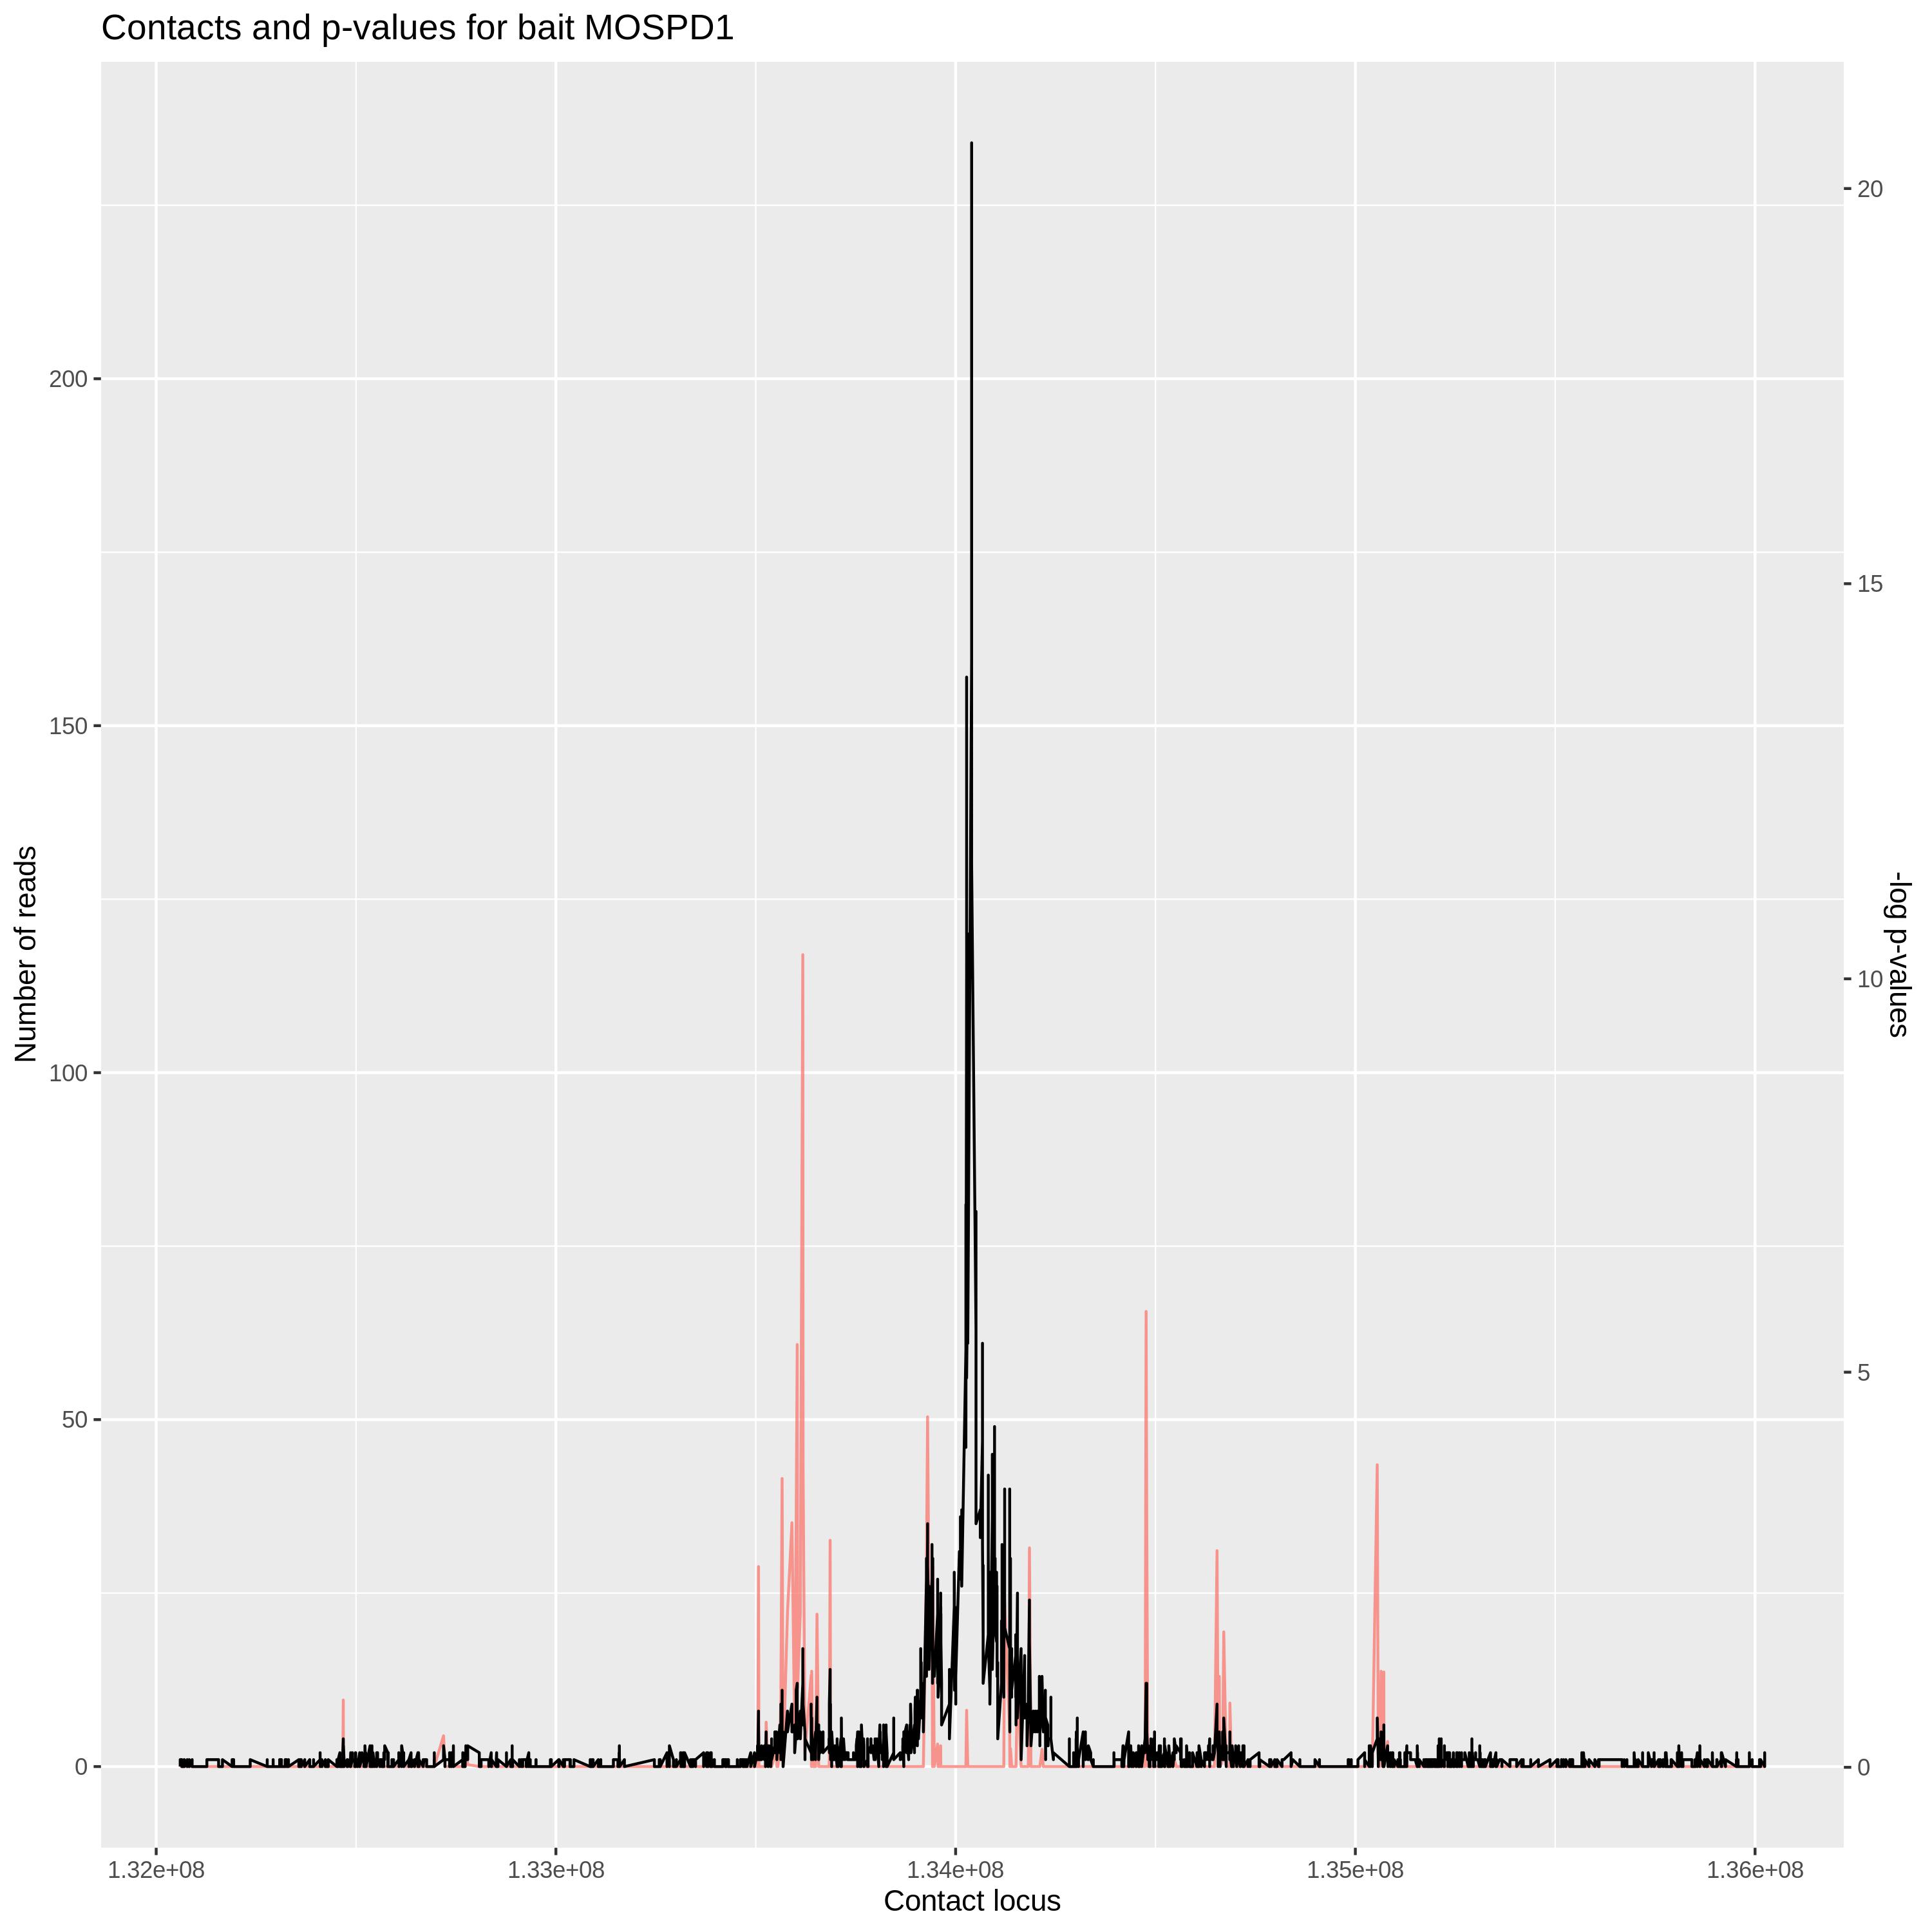 Contacts and p-values for bait MOSPD1
Number of reads
200
150
100
50
0
20
15
10
5
0
-log p-values
1.32e+08 1.33e+08 1.34e+08 1.35e+08 1.36e+08
Contact locus